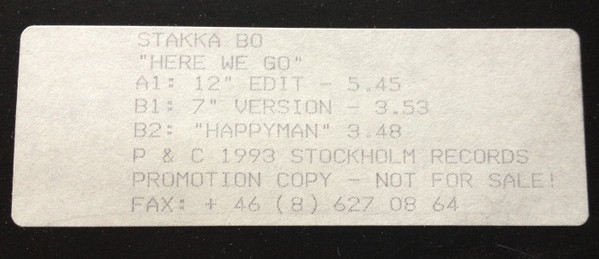 STAKKA BO
"HERE WE GO"
A1: 12" EDIT - 5.45
B1: 7" VERSION - 3.53
B2: "HAPPYMAN" 3.48
P & C 1993 STOCKHOLM RECORDS
PROMOTION COPY - NOT FOR SALE!
FAX: + 46 (8) 627 08 64